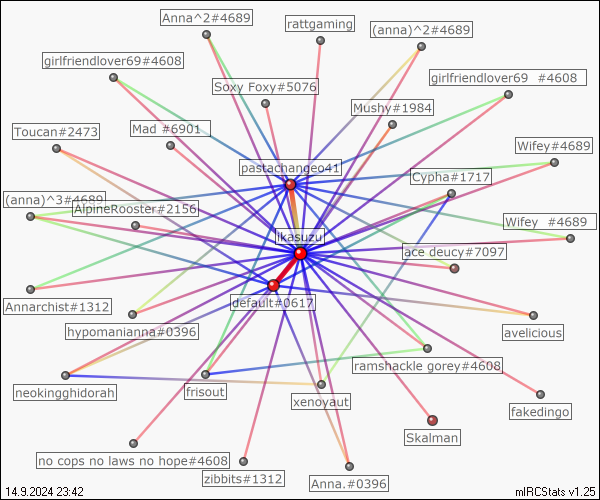 Anna^2#4689
rattgaming
(anna)^2#4689
girlfriendlover69#4608
Soxy Foxy#5076
girlfriendlover69 #4608
Mushy#1984
Toucan#2473
Mad #6901
Wifey#4689
pastachangeo41
Cypha#1717
(anna)^3#4689
AlpineRooster#2156
Wifey #4689
ikasuzu
ace deucy#7097
Annarchist#1312
default#0617
hypomanianna#0396
avelicious
ramshackle gorey#4608
neokingghidorah
frisout
xenoyaut
fakedingo
Skalman
no cops no laws no hope#4608
zibbits#1312
Anna.#0396
14.9.2024 23:42
mIRCStats v1.25